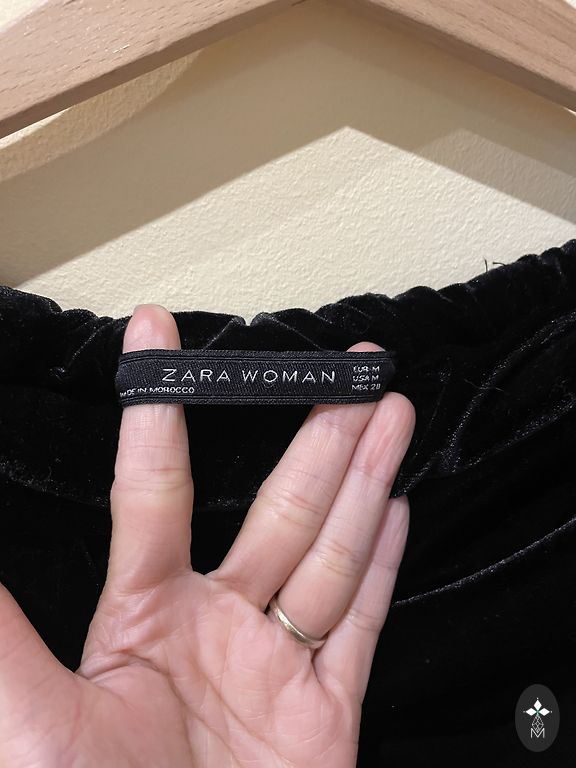 ZARA WOMAN
MADE IN MOROCCO
EUR M
USA M
MEX 28
M